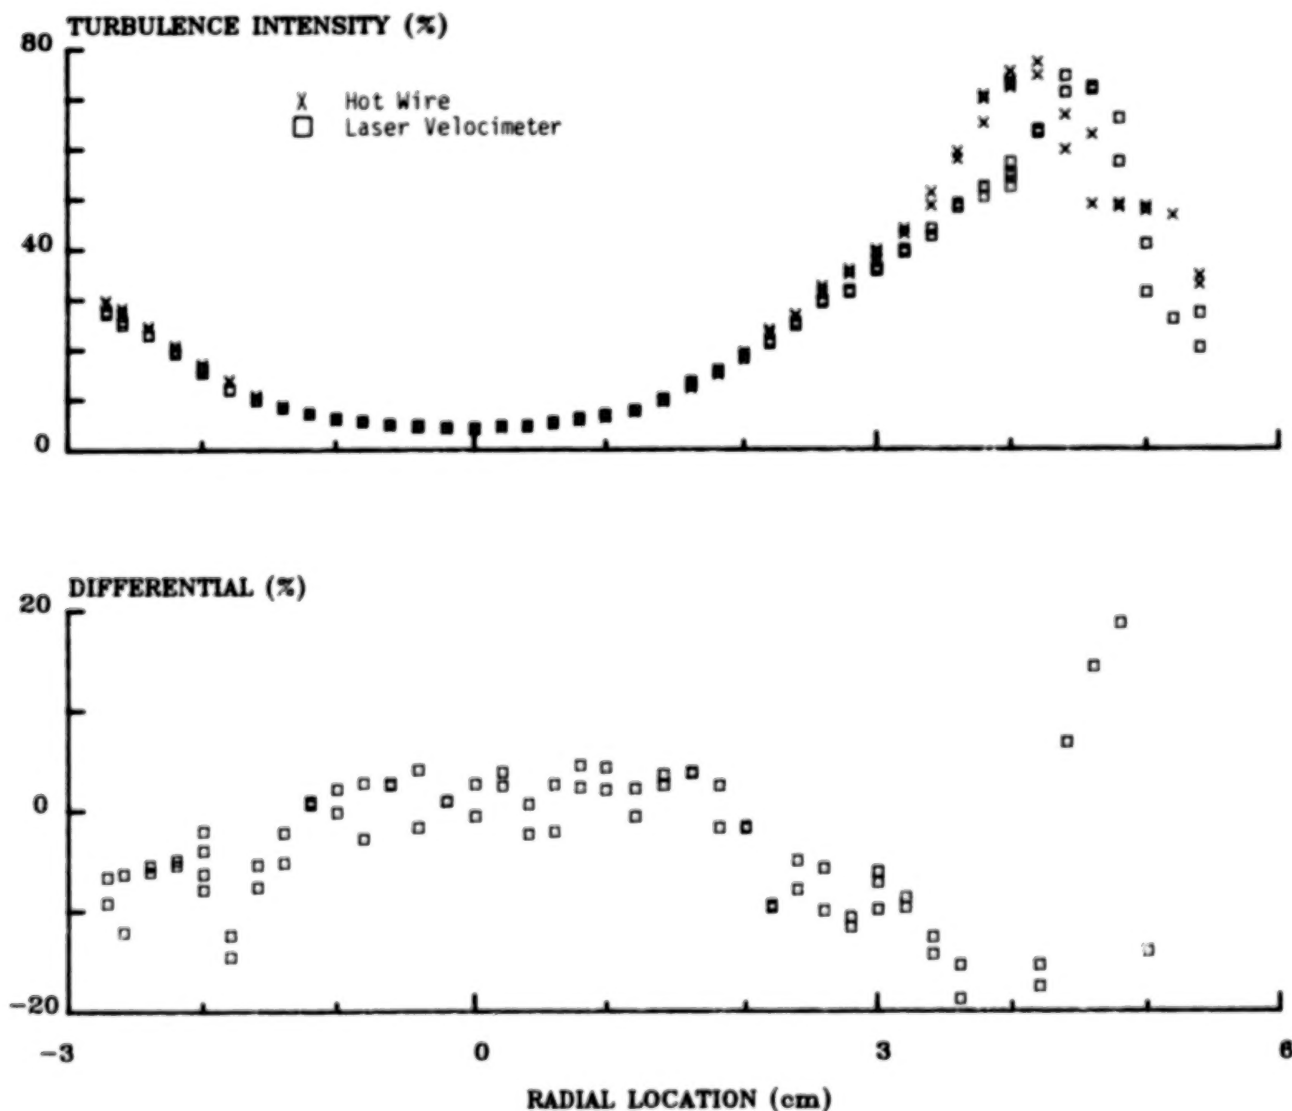 TURBULENCE INTENSITY (%)
80
X Hot Wire
Laser Velocimeter
40
0
DIFFERENTIAL (%)
20
0
-20
-3 0 3 6
RADIAL LOCATION (cm)